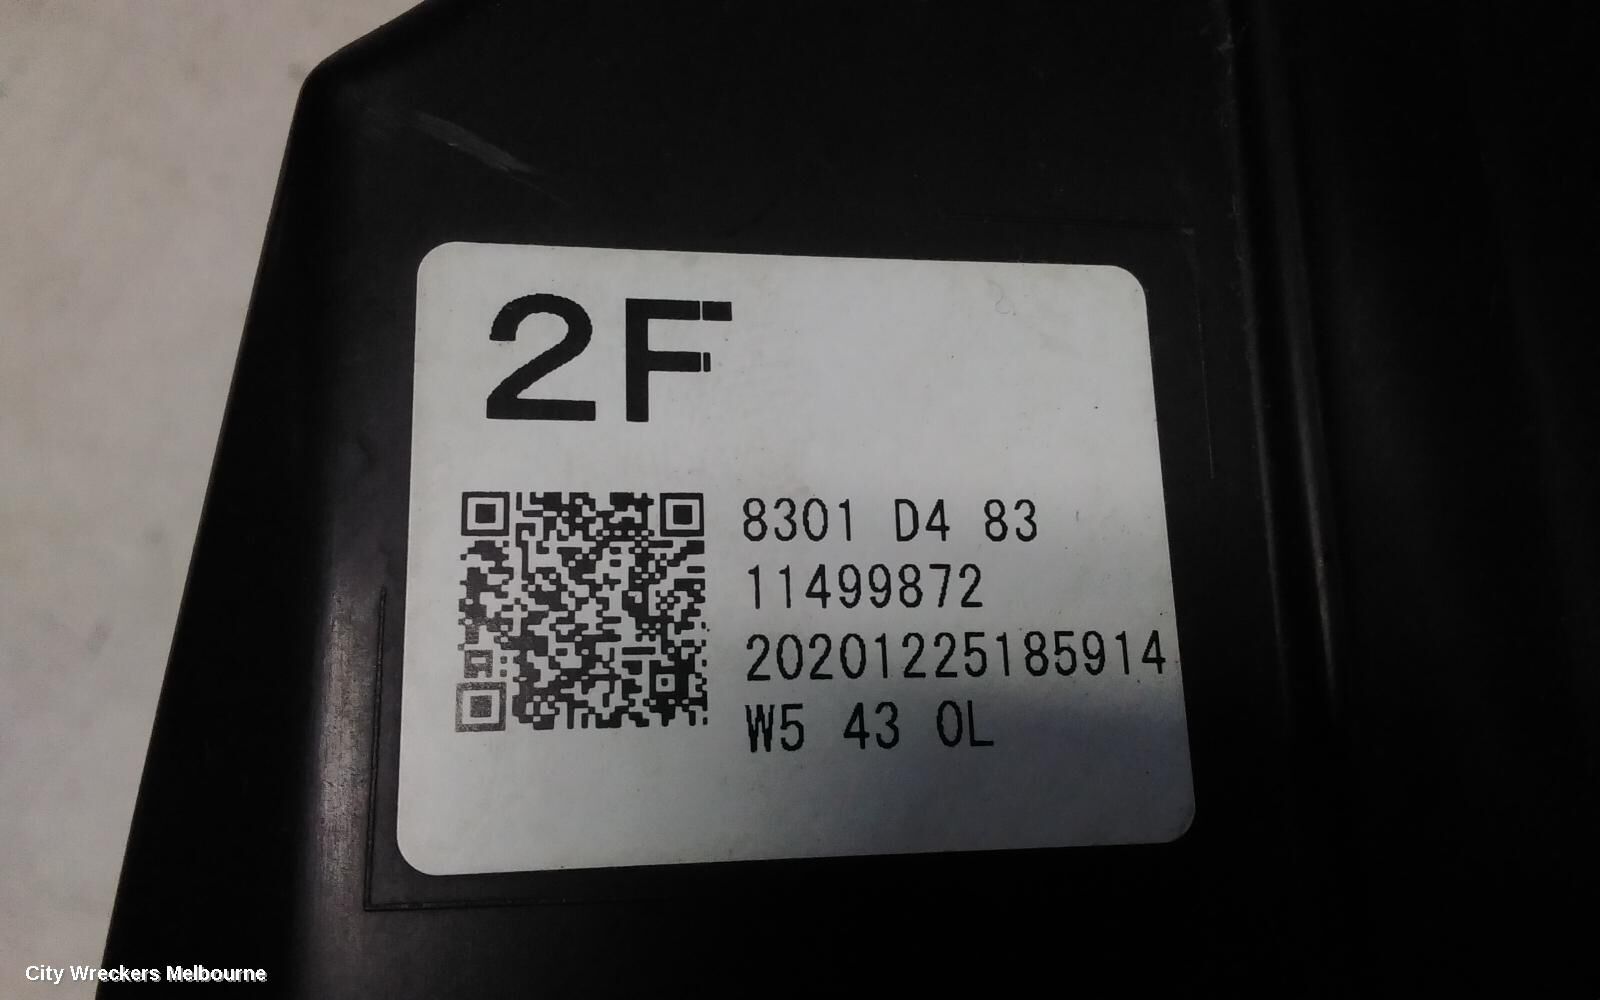 2F
8301 D4 83
11499872
20201225185914
W5 43 0L
City Wreckers Melbourne